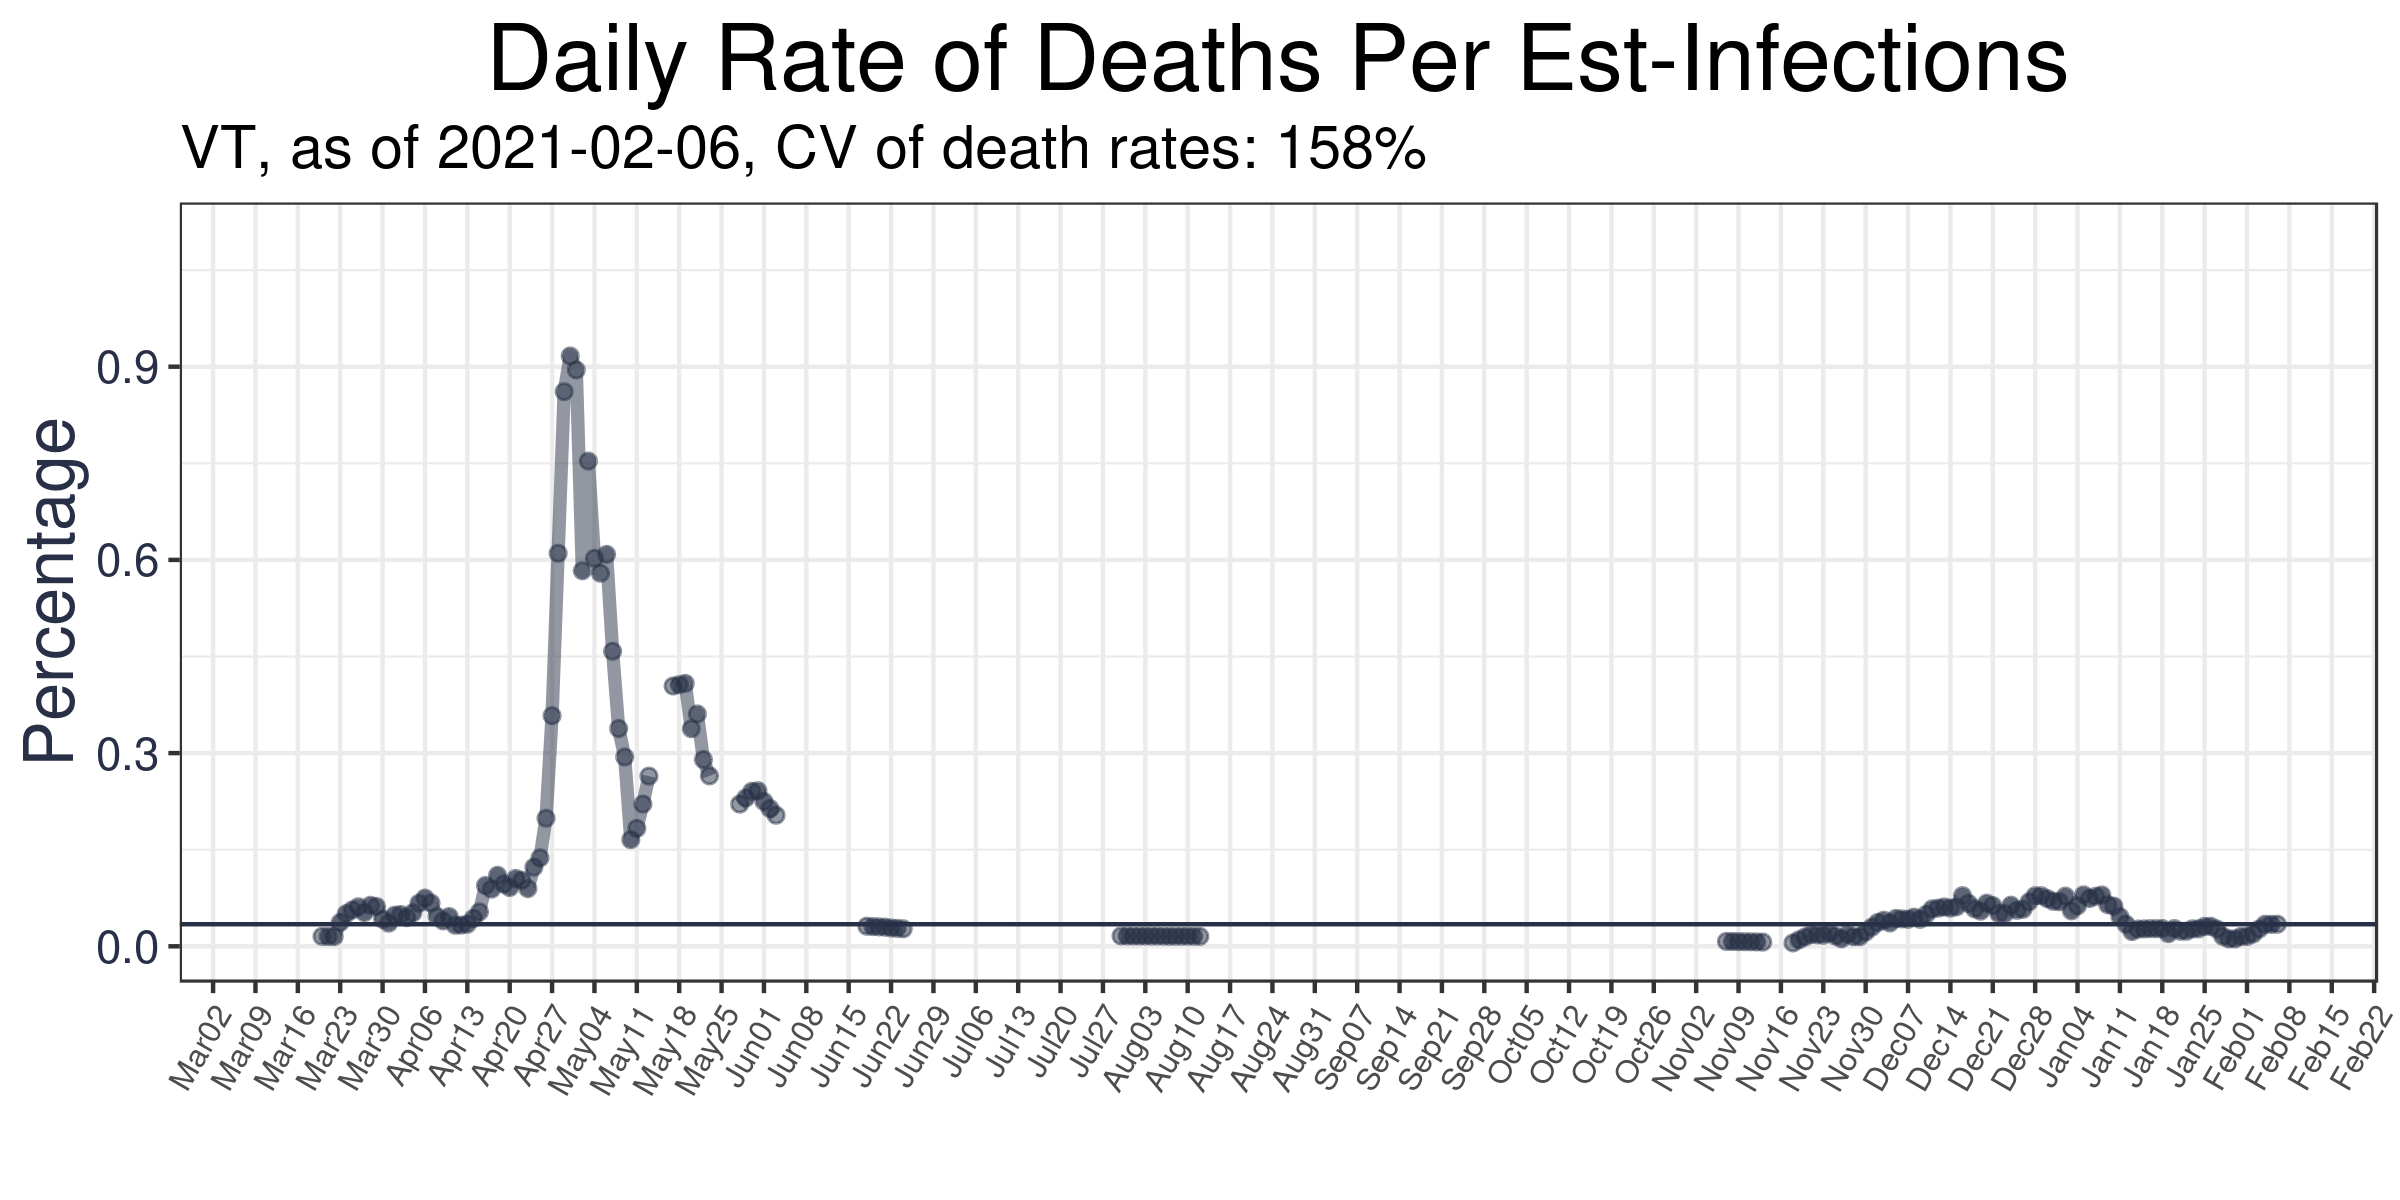 Daily Rate of Deaths Per Est-Infections
VT, as of 2021-02-06, CV of death rates: 158%
Percentage
0.9
0.6
0.3
0.0
Mar02
Mar09
Mar16
Mar23
Mar30
Apr06
Apr13
Apr20
Apr27
May04
May11
May18
May25
Jun01
Jun08
Jun15
Jun22
Jun29
Jul06
Jul13
Jul20
Jul27
Aug03
Aug10
Aug17
Aug24
Aug31
Sep07
Sep14
Sep21
Sep28
Oct05
Oct12
Oct19
Oct26
Nov02
Nov09
Nov16
Nov23
Nov30
Dec07
Dec14
Dec21
Dec28
Jan04
Jan11
Jan18
Jan25
Feb01
Feb08
Feb15
Feb22